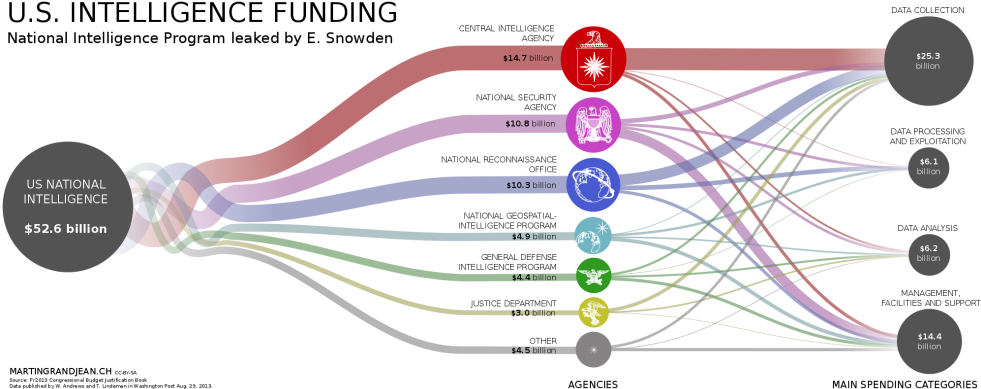 U.S. INTELLIGENCE FUNDING
National Intelligence Program leaked by E. Snowden
US NATIONAL
INTELLIGENCE
$52.6 billion
CENTRAL INTELLIGENCE
AGENCY
$14.7 billion
NATIONAL SECURITY
AGENCY
$10.8 billion
NATIONAL RECONNAISSANCE
OFFICE
$10.3 billion
NATIONAL GEOSPATIAL-
INTELLIGENCE PROGRAM
$4.9 billion
GENERAL DEFENSE
INTELLIGENCE PROGRAM
$4.4 billion
JUSTICE DEPARTMENT
$3.0 billion
OTHER
$4.5 billion
AGENCIES
DATA COLLECTION
$25.3
billion
DATA PROCESSING
AND EXPLOITATION
$6.1
billion
DATA ANALYSIS
$6.2
billion
MANAGEMENT,
FACILITIES AND SUPPORT
$14.4
billion
MAIN SPENDING CATEGORIES
MARTINGRANDJEAN.CH CC-BY-SA
Source: FY2013 Congressional Budget Justification Book
Data published by W. Andrews and T. Lindeman in Washington Post Aug. 29, 2013.